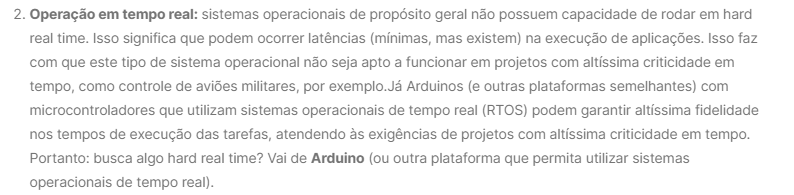 2. Operação em tempo real: sistemas operacionais de propósito geral não possuem capacidade de rodar em hard
real time. Isso significa que podem ocorrer latências (mínimas, mas existem) na execução de aplicações. Isso faz
com que este tipo de sistema operacional não seja apto a funcionar em projetos com altíssima criticidade em
tempo, como controle de aviões militares, por exemplo.Já Arduinos (e outras plataformas semelhantes) com
microcontroladores que utilizam sistemas operacionais de tempo real (RTOS) podem garantir altíssima fidelidade
nos tempos de execução das tarefas, atendendo às exigências de projetos com altíssima criticidade em tempo.
Portanto: busca algo hard real time? Vai de Arduino (ou outra plataforma que permita utilizar sistemas
operacionais de tempo real).